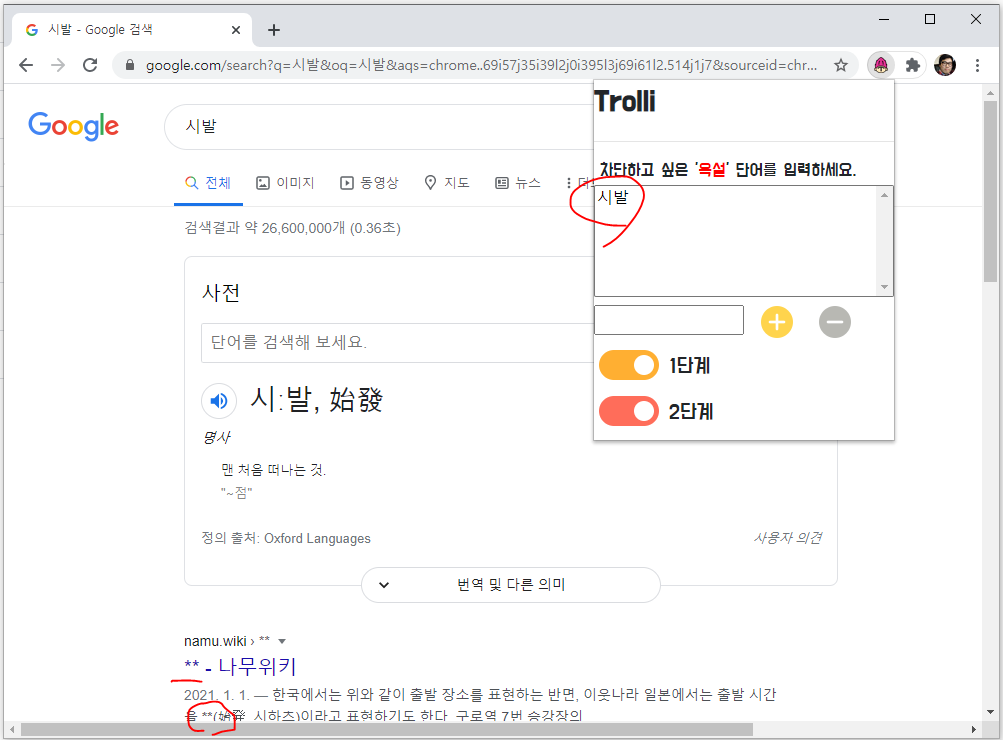 시발 - Google 검색
google.com/search?q=시발&oq=시발&aqs=chrome..69i57j35i39l2j0i395l3j69i61l2.514j1j7&sourceid=chr...
Google
시발
Trolli
차단하고 싶은 '욕설' 단어를 입력하세요.
시발
1단계
2단계
전체 이미지 동영상 지도 뉴스
검색결과 약 26,600,000개 (0.36초)
사전
단어를 검색해 보세요.
시:발, 始發
명사
맨 처음 떠나는 것.
"~점"
정의 출처: Oxford Languages
사용자 의견
번역 및 다른 의미
namu.wiki › **
** - 나무위키
2021. 1. 1. — 한국에서는 위와 같이 출발 장소를 표현하는 반면, 이웃나라 일본에서는 출발 시간
을 **(始発, 시하츠)이라고 표현하기도 한다. 구로역 7번 승강장의